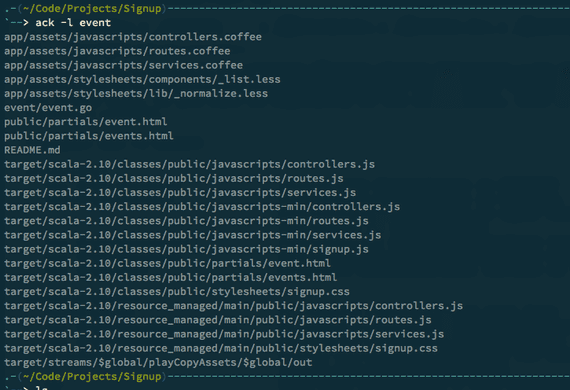 .-(~/Code/Projects/Signup)
`--> ack -l event
app/assets/javascripts/controllers.coffee
app/assets/javascripts/routes.coffee
app/assets/javascripts/services.coffee
app/assets/stylesheets/components/_list.less
app/assets/stylesheets/lib/_normalize.less
event/event.go
public/partials/event.html
public/partials/events.html
README.md
target/scala-2.10/classes/public/javascripts/controllers.js
target/scala-2.10/classes/public/javascripts/routes.js
target/scala-2.10/classes/public/javascripts/services.js
target/scala-2.10/classes/public/javascripts-min/controllers.js
target/scala-2.10/classes/public/javascripts-min/routes.js
target/scala-2.10/classes/public/javascripts-min/services.js
target/scala-2.10/classes/public/javascripts-min/signup.js
target/scala-2.10/classes/public/partials/event.html
target/scala-2.10/classes/public/partials/events.html
target/scala-2.10/classes/public/stylesheets/signup.css
target/scala-2.10/resource_managed/main/public/javascripts/controllers.js
target/scala-2.10/resource_managed/main/public/javascripts/routes.js
target/scala-2.10/resource_managed/main/public/javascripts/services.js
target/scala-2.10/resource_managed/main/public/stylesheets/signup.css
target/streams/$global/playCopyAssets/$global/out
.-(~/Code/Projects/Signup)